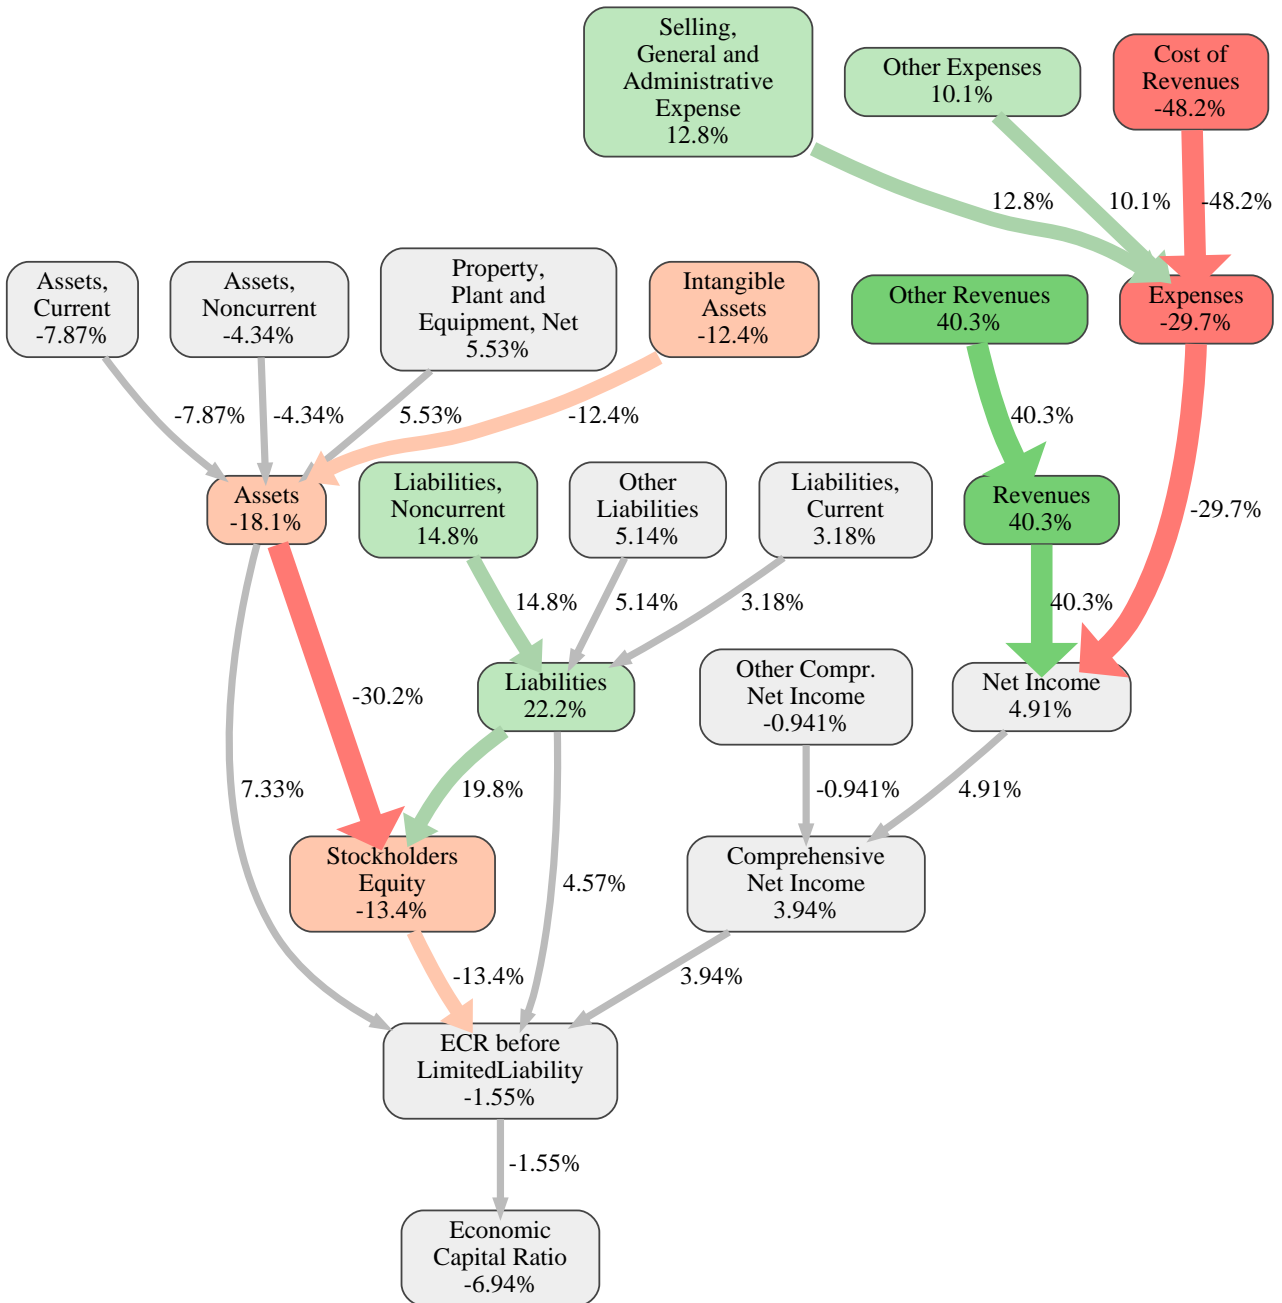 Selling,
General and
Administrative
Expense
12.8%
Other Expenses
10.1%
Cost of
Revenues
-48.2%
12.8%
10.1%
-48.2%
Assets,
Current
-7.87%
Assets,
Noncurrent
-4.34%
Property,
Plant and
Equipment, Net
5.53%
Intangible
Assets
-12.4%
Other Revenues
40.3%
Expenses
-29.7%
-7.87%
-4.34%
5.53%
-12.4%
40.3%
Assets
-18.1%
Liabilities,
Noncurrent
14.8%
Other
Liabilities
5.14%
Liabilities,
Current
3.18%
Revenues
40.3%
-29.7%
14.8%
5.14%
3.18%
40.3%
-30.2%
Liabilities
22.2%
Other Compr.
Net Income
-0.941%
Net Income
4.91%
7.33%
19.8%
-0.941%
4.91%
Stockholders
Equity
-13.4%
4.57%
Comprehensive
Net Income
3.94%
-13.4%
3.94%
ECR before
LimitedLiability
-1.55%
-1.55%
Economic
Capital Ratio
-6.94%